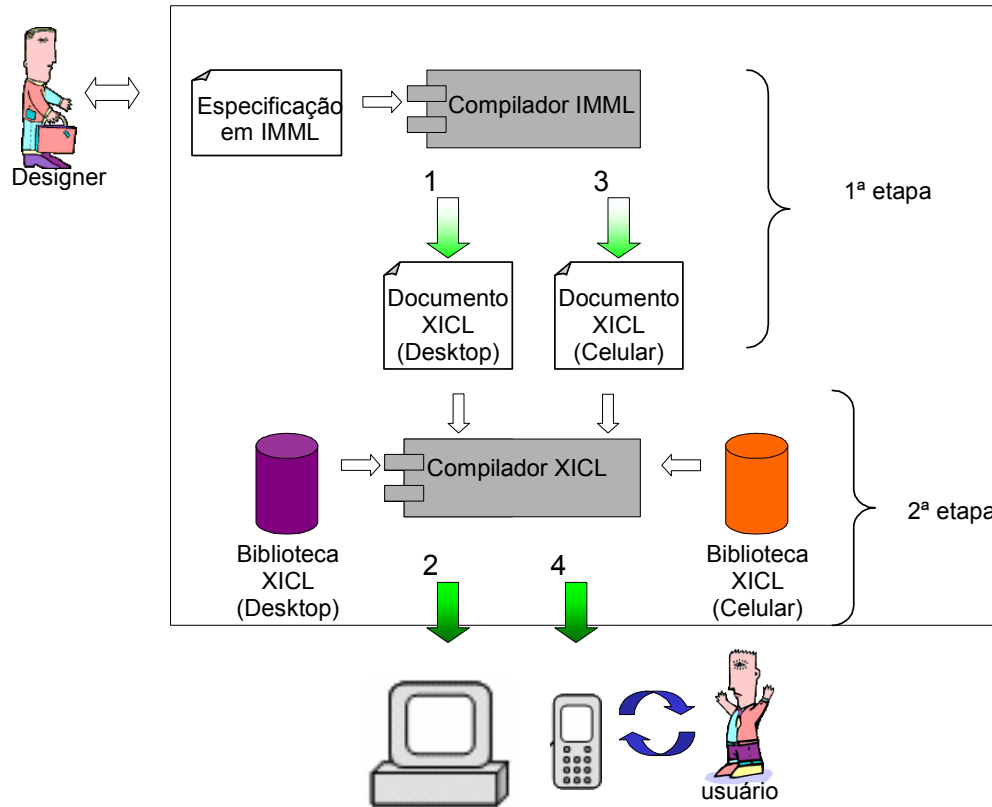 Especificação
em IMML
Compilador IMML
Designer
1
3
1ª etapa
Documento
XICL
(Desktop)
Documento
XICL
(Celular)
Compilador XICL
Biblioteca
XICL
(Desktop)
Biblioteca
XICL
(Celular)
2ª etapa
2
4
usuário